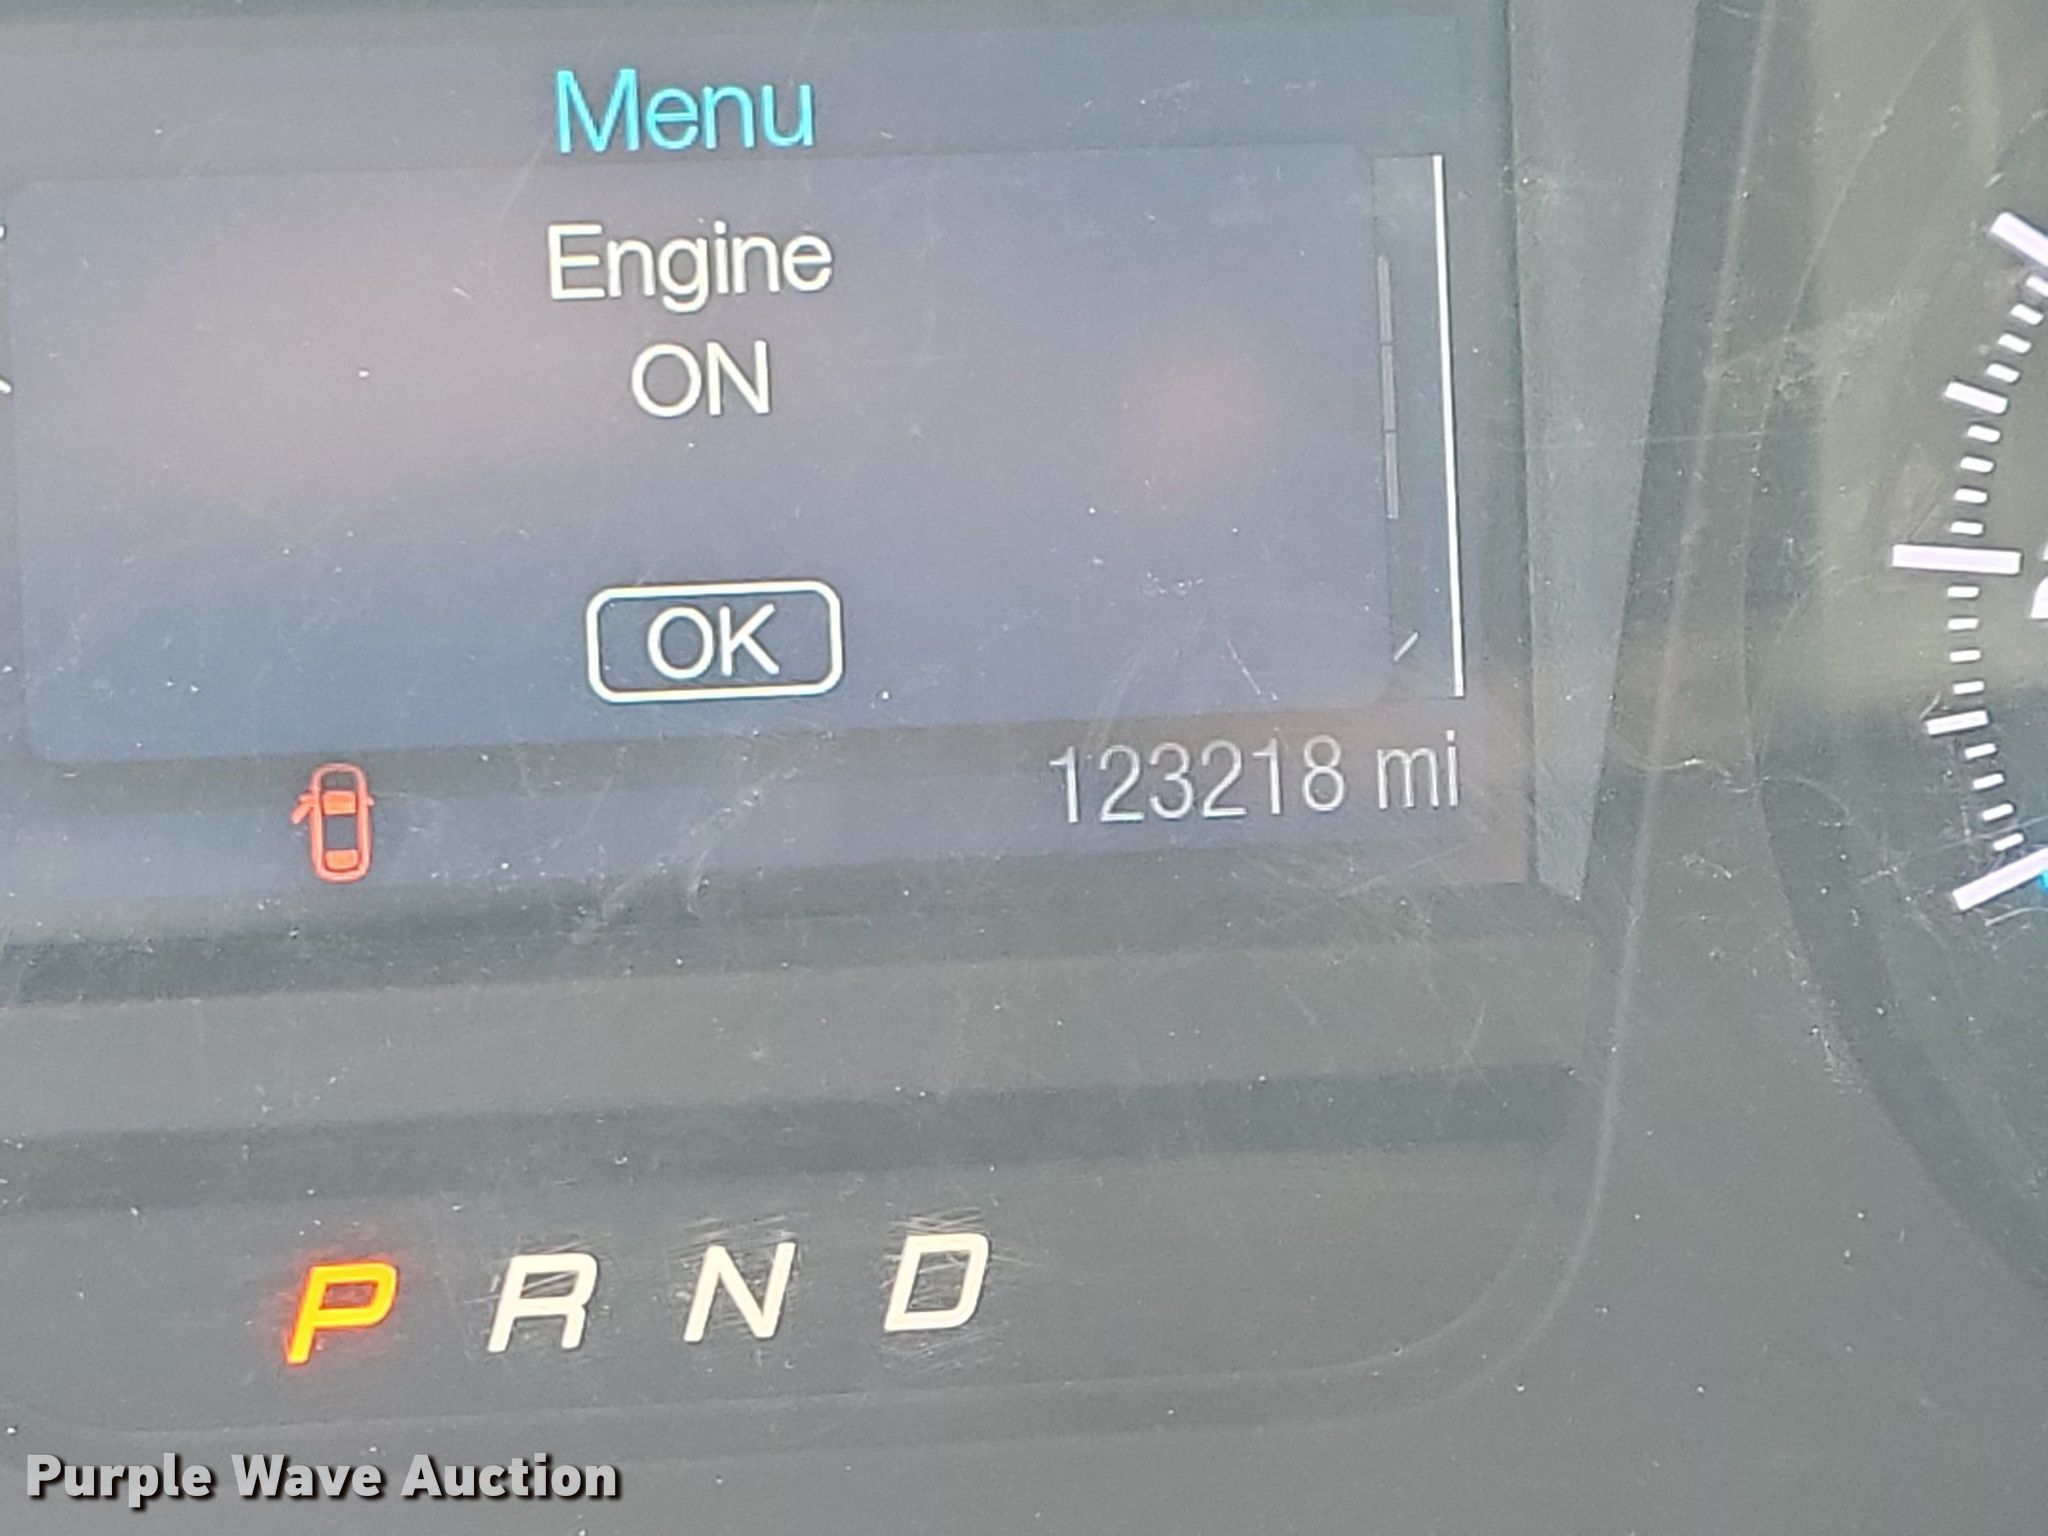 Menu
Engine
ON
OK
123218 mi
P R N D
Purple Wave Auction